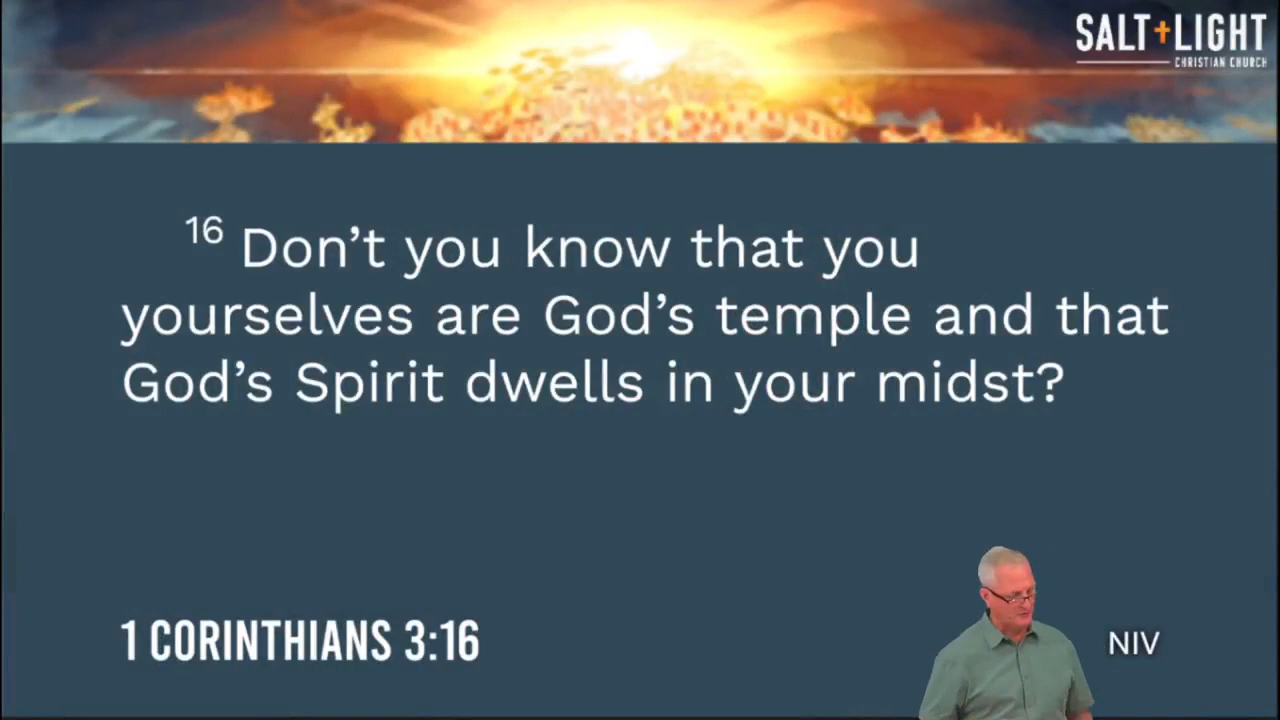 SALT+LIGHT
CHRISTIAN CHURCH
16 Don’t you know that you
yourselves are God’s temple and that
God’s Spirit dwells in your midst?
1 CORINTHIANS 3:16
NIV